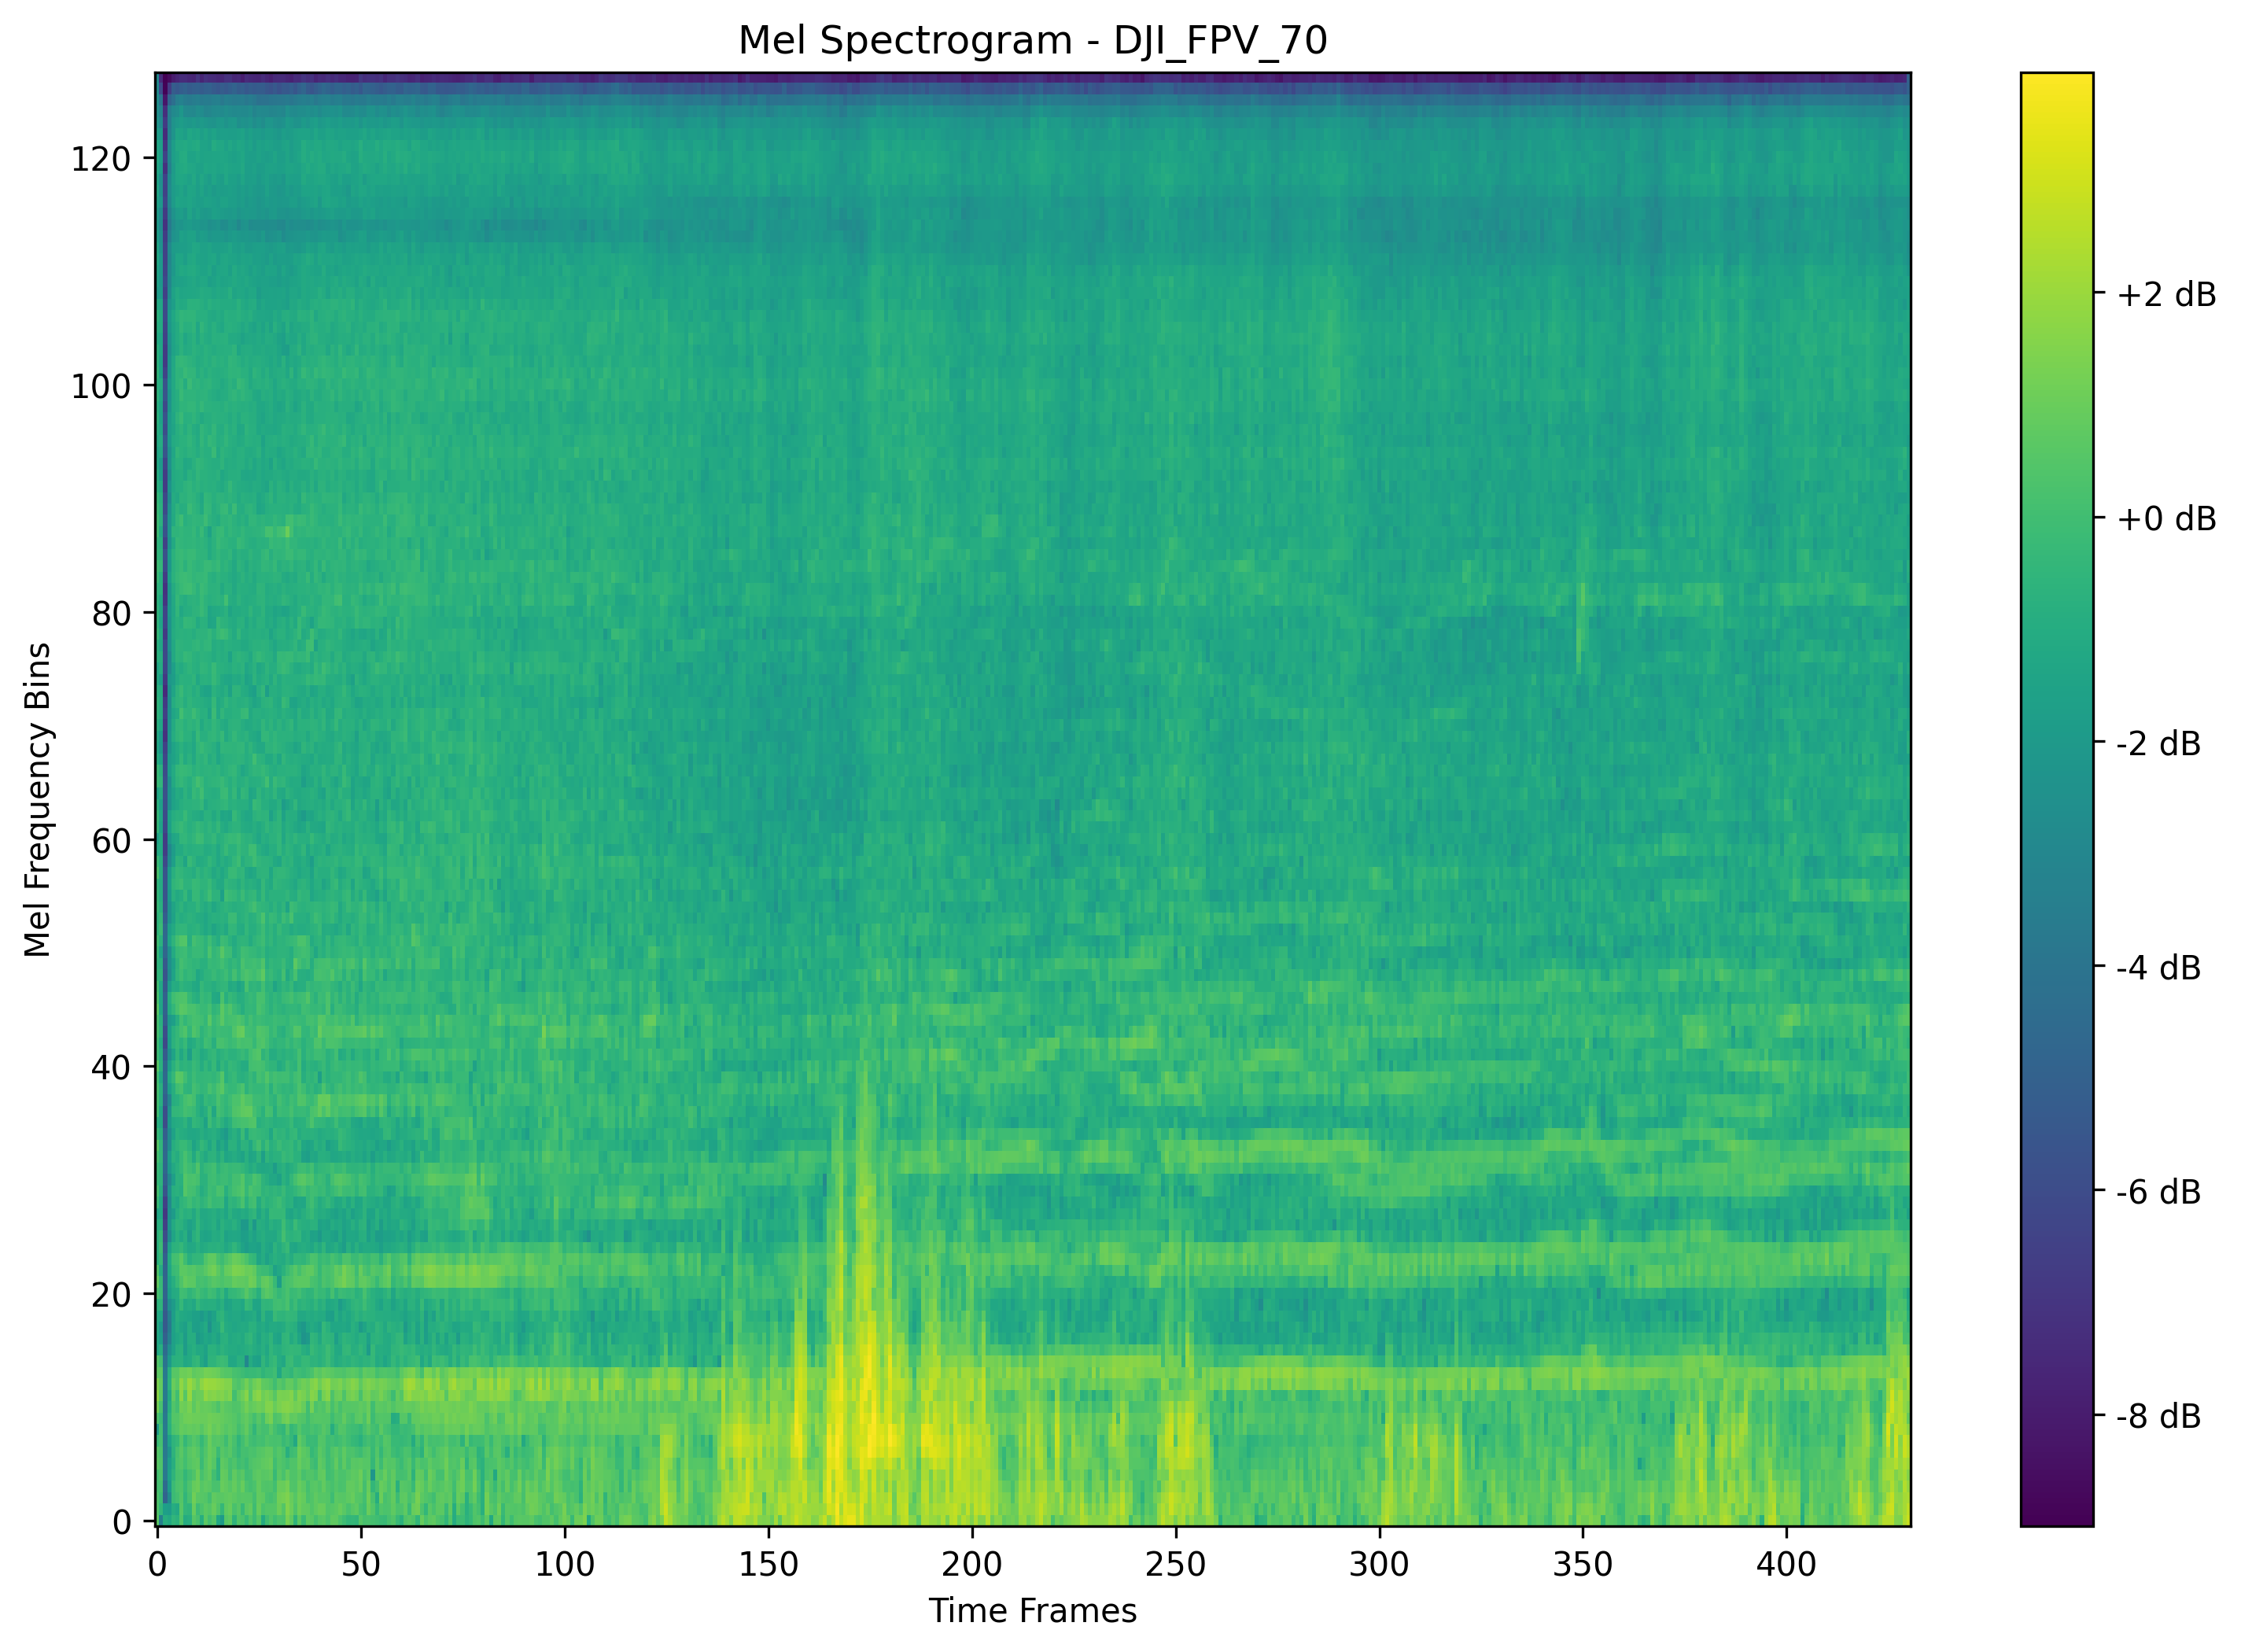 Mel Spectrogram - DJI_FPV_70
Mel Frequency Bins
120
100
80
60
40
20
0
0 50 100 150 200 250 300 350 400
Time Frames
+2 dB
+0 dB
-2 dB
-4 dB
-6 dB
-8 dB